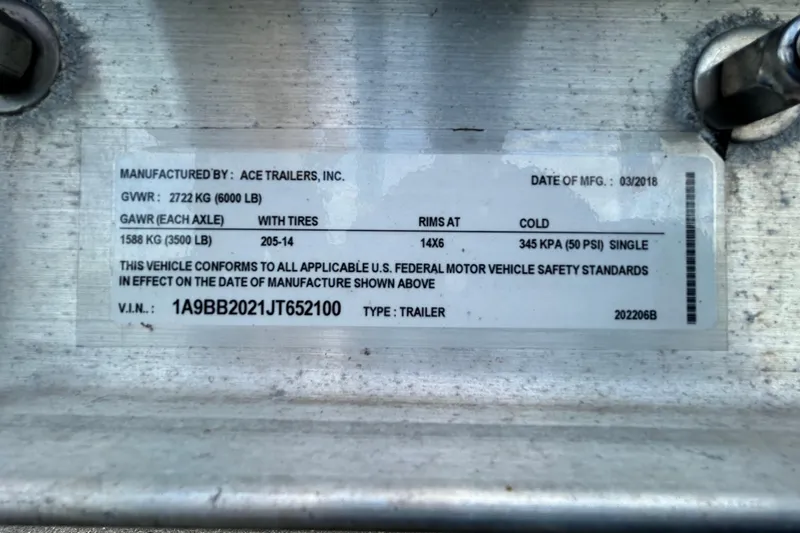 MANUFACTURED BY : ACE TRAILERS, INC. DATE OF MFG. : 03/2018
GVWR : 2722 KG (6000 LB)
GAWR (EACH AXLE) WITH TIRES RIMS AT COLD
1588 KG (3500 LB) 205-14 14X6 345 KPA (50 PSI) SINGLE
THIS VEHICLE CONFORMS TO ALL APPLICABLE U.S. FEDERAL MOTOR VEHICLE SAFETY STANDARDS
IN EFFECT ON THE DATE OF MANUFACTURE SHOWN ABOVE
V.I.N.. : 1A9BB2021JT652100 TYPE : TRAILER 202206B